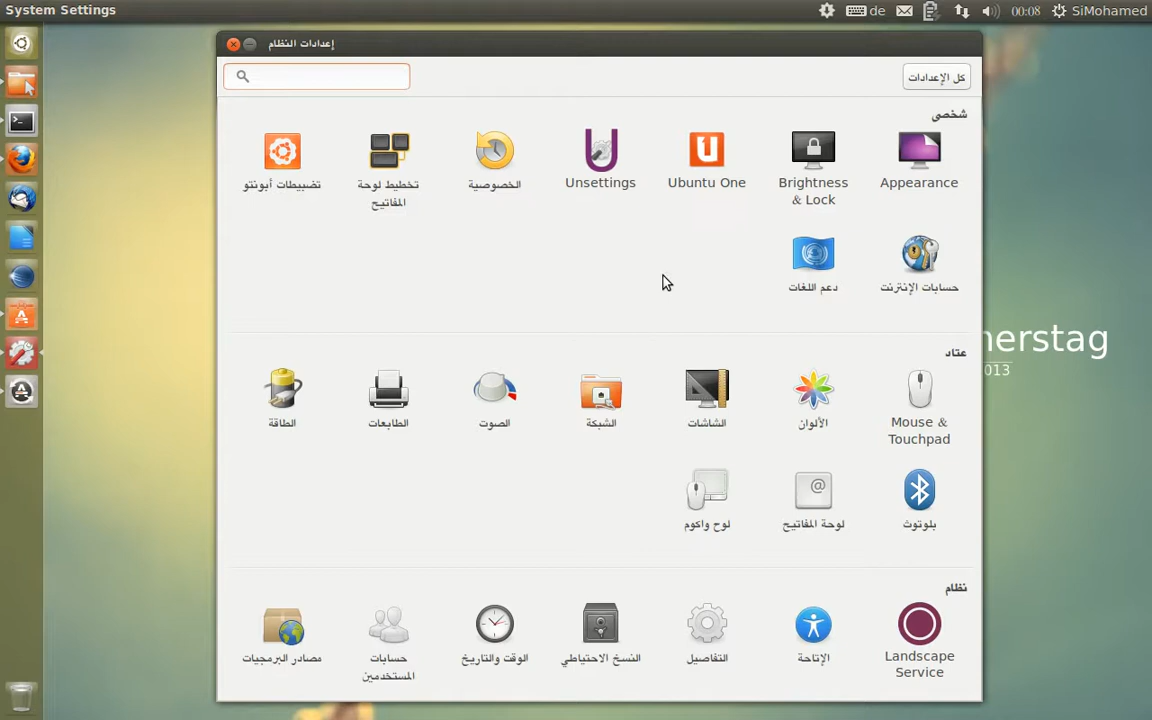 System Settings
de
00:08
SiMohamed
إعدادات النظام
كل الإعدادات
شخصي
Appearance
Brightness
& Lock
Ubuntu One
Unsettings
الخصوصية
تخطيط لوحة
المفاتيح
تضبيطات أبونتو
حسابات الإنترنت
دعم اللغات
nerstag
013
عتاد
Mouse &
Touchpad
الألوان
الشاشات
الشبكة
الصوت
الطابعات
الطاقة
بلوتوث
لوحة المفاتيح
لوح واكوم
نظام
Landscape
Service
الإتاحة
التفاصيل
النسخ الاحتياطي
الوقت والتاريخ
حسابات
المستخدمين
مصادر البرمجيات